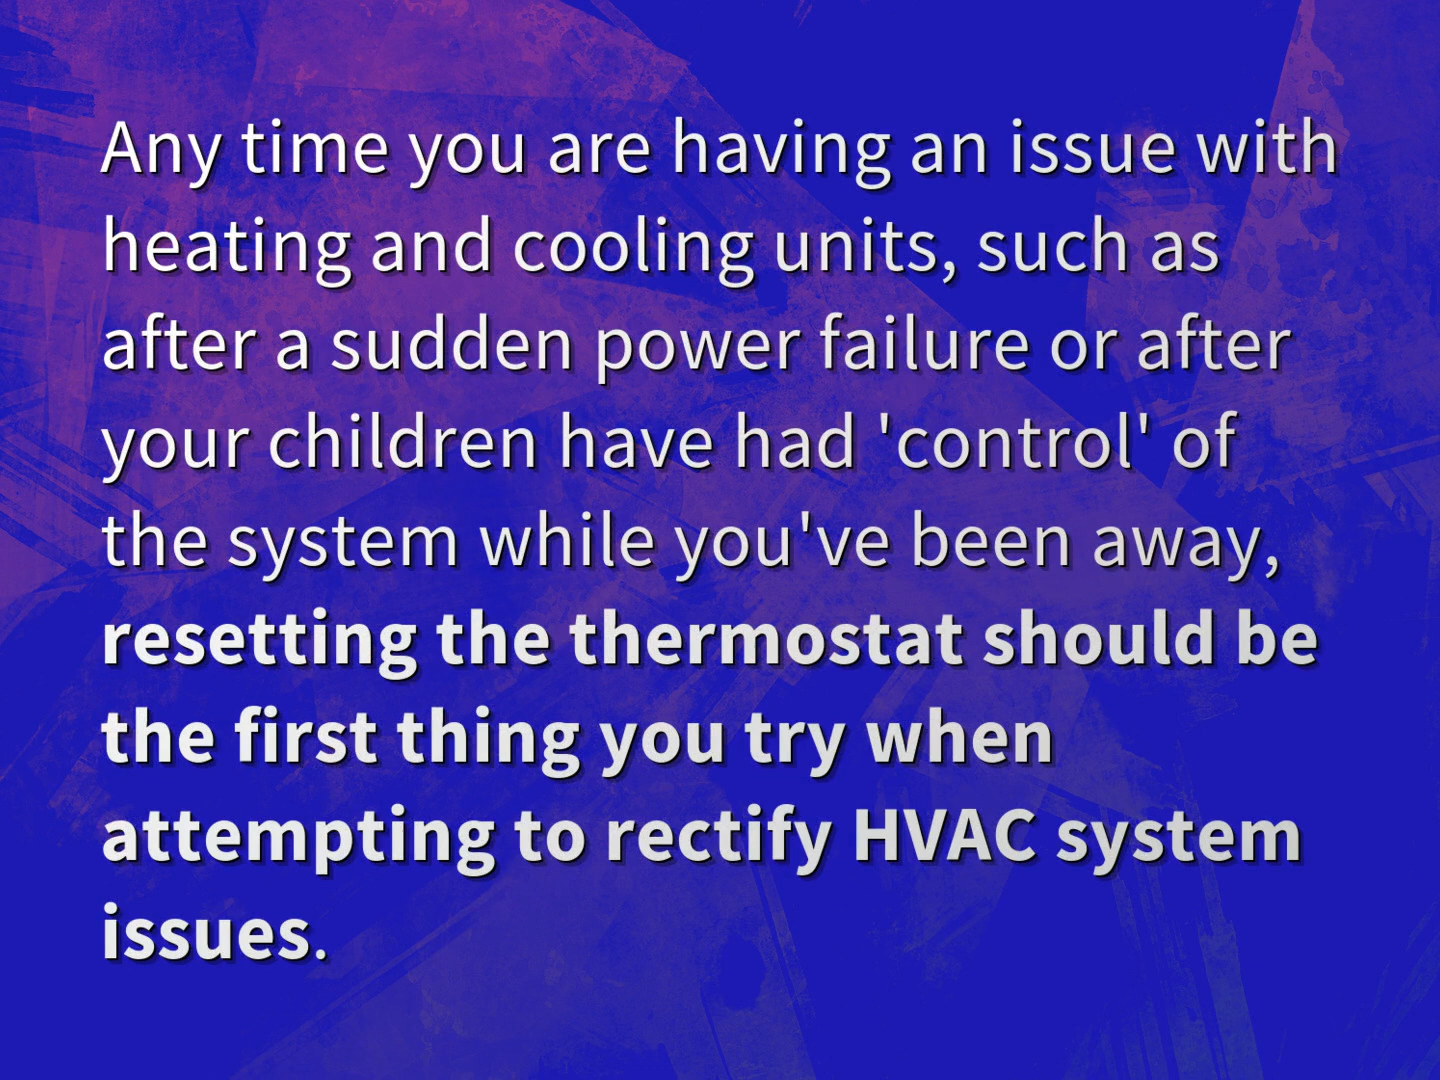 Any time you are having an issue with
heating and cooling units, such as
after a sudden power failure or after
your children have had 'control' of
the system while you've been away,
resetting the thermostat should be
the first thing you try when
attempting to rectify HVAC system
issues.